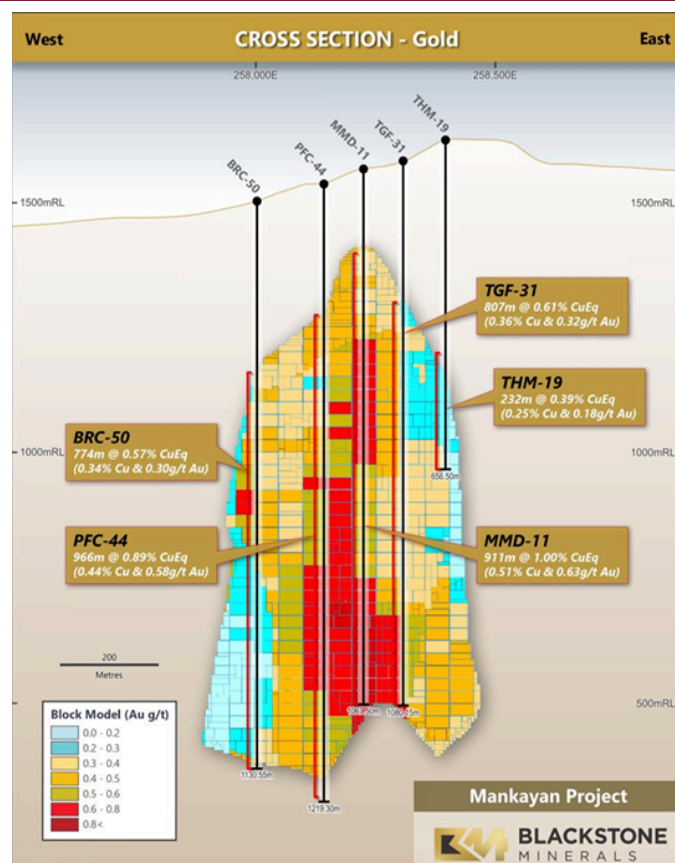 West
CROSS SECTION - Gold
East
258,000E
258,500E
BRC-50
PFC-44
MMD-11
TGF-31
THM-19
1500mRL
1500mRL
TGF-31
807m @ 0.61% CuEq
(0.36% Cu & 0.32g/t Au)
THM-19
232m @ 0.39% CuEq
(0.25% Cu & 0.18g/t Au)
BRC-50
774m @ 0.57% CuEq
(0.34% Cu & 0.30g/t Au)
1000mRL
1000mRL
656.50m
PFC-44
966m @ 0.89% CuEq
(0.44% Cu & 0.58g/t Au)
MMD-11
911m @ 1.00% CuEq
(0.51% Cu & 0.63g/t Au)
200
Metres
500mRL
1080.15m
1130.55m
1219.30m
Block Model (Au g/t)
0.0 - 0.2
0.2 - 0.3
0.3 - 0.4
0.4 - 0.5
0.5 - 0.6
0.6 - 0.8
0.8<
Mankayan Project
BLACKSTONE
MINERALS